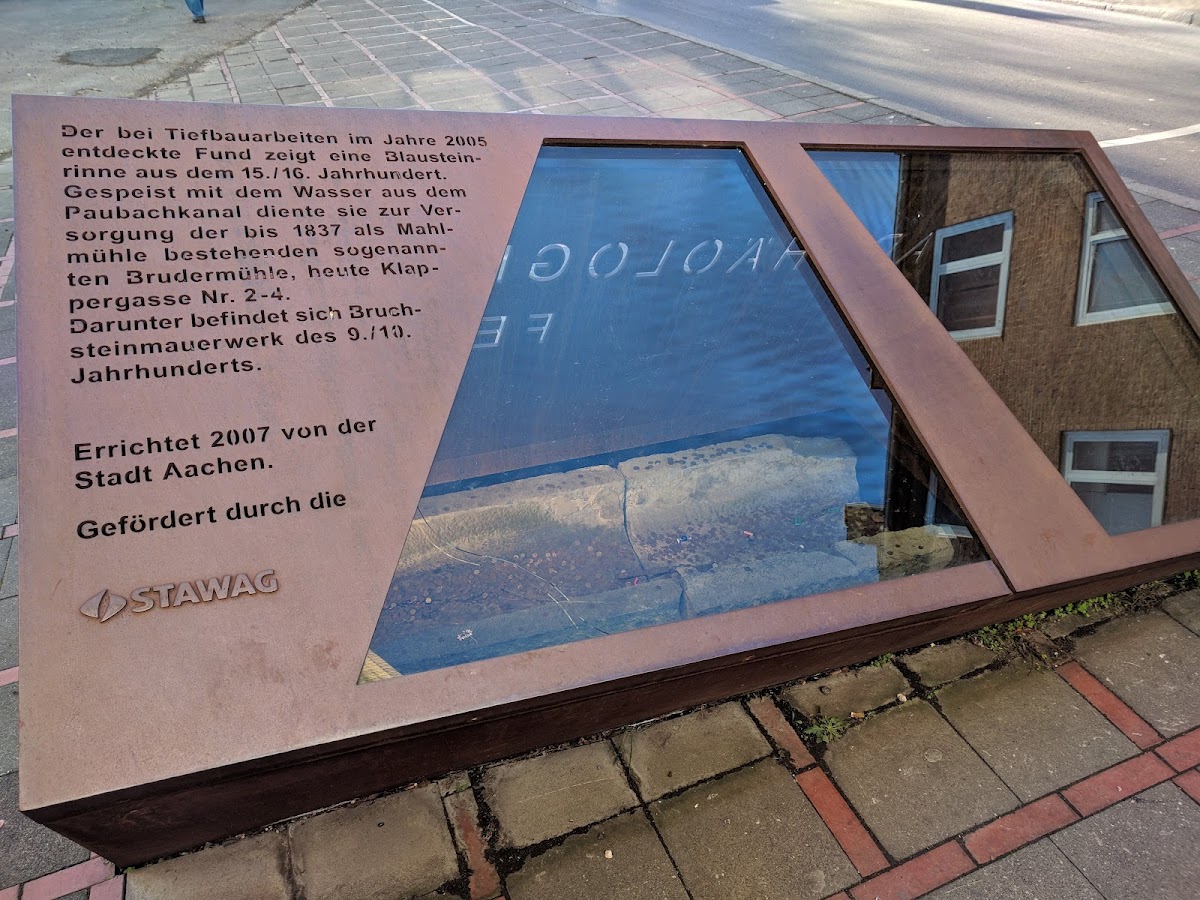 Der bei Tiefbauarbeiten im Jahre 2005
entdeckte Fund zeigt eine Blaustein-
rinne aus dem 15./16. Jahrhundert.
Gespeist mit dem Wasser aus dem
Paubachkanal diente sie zur Ver-
sorgung der bis 1837 als Mahl-
mühle bestehenden sogenann-
ten Brudermühle, heute Klap-
pergasse Nr. 2-4.
Darunter befindet sich Bruch-
steinmauerwerk des 9./10.
Jahrhunderts.
Errichtet 2007 von der
Stadt Aachen.
Gefördert durch die
STAWAG